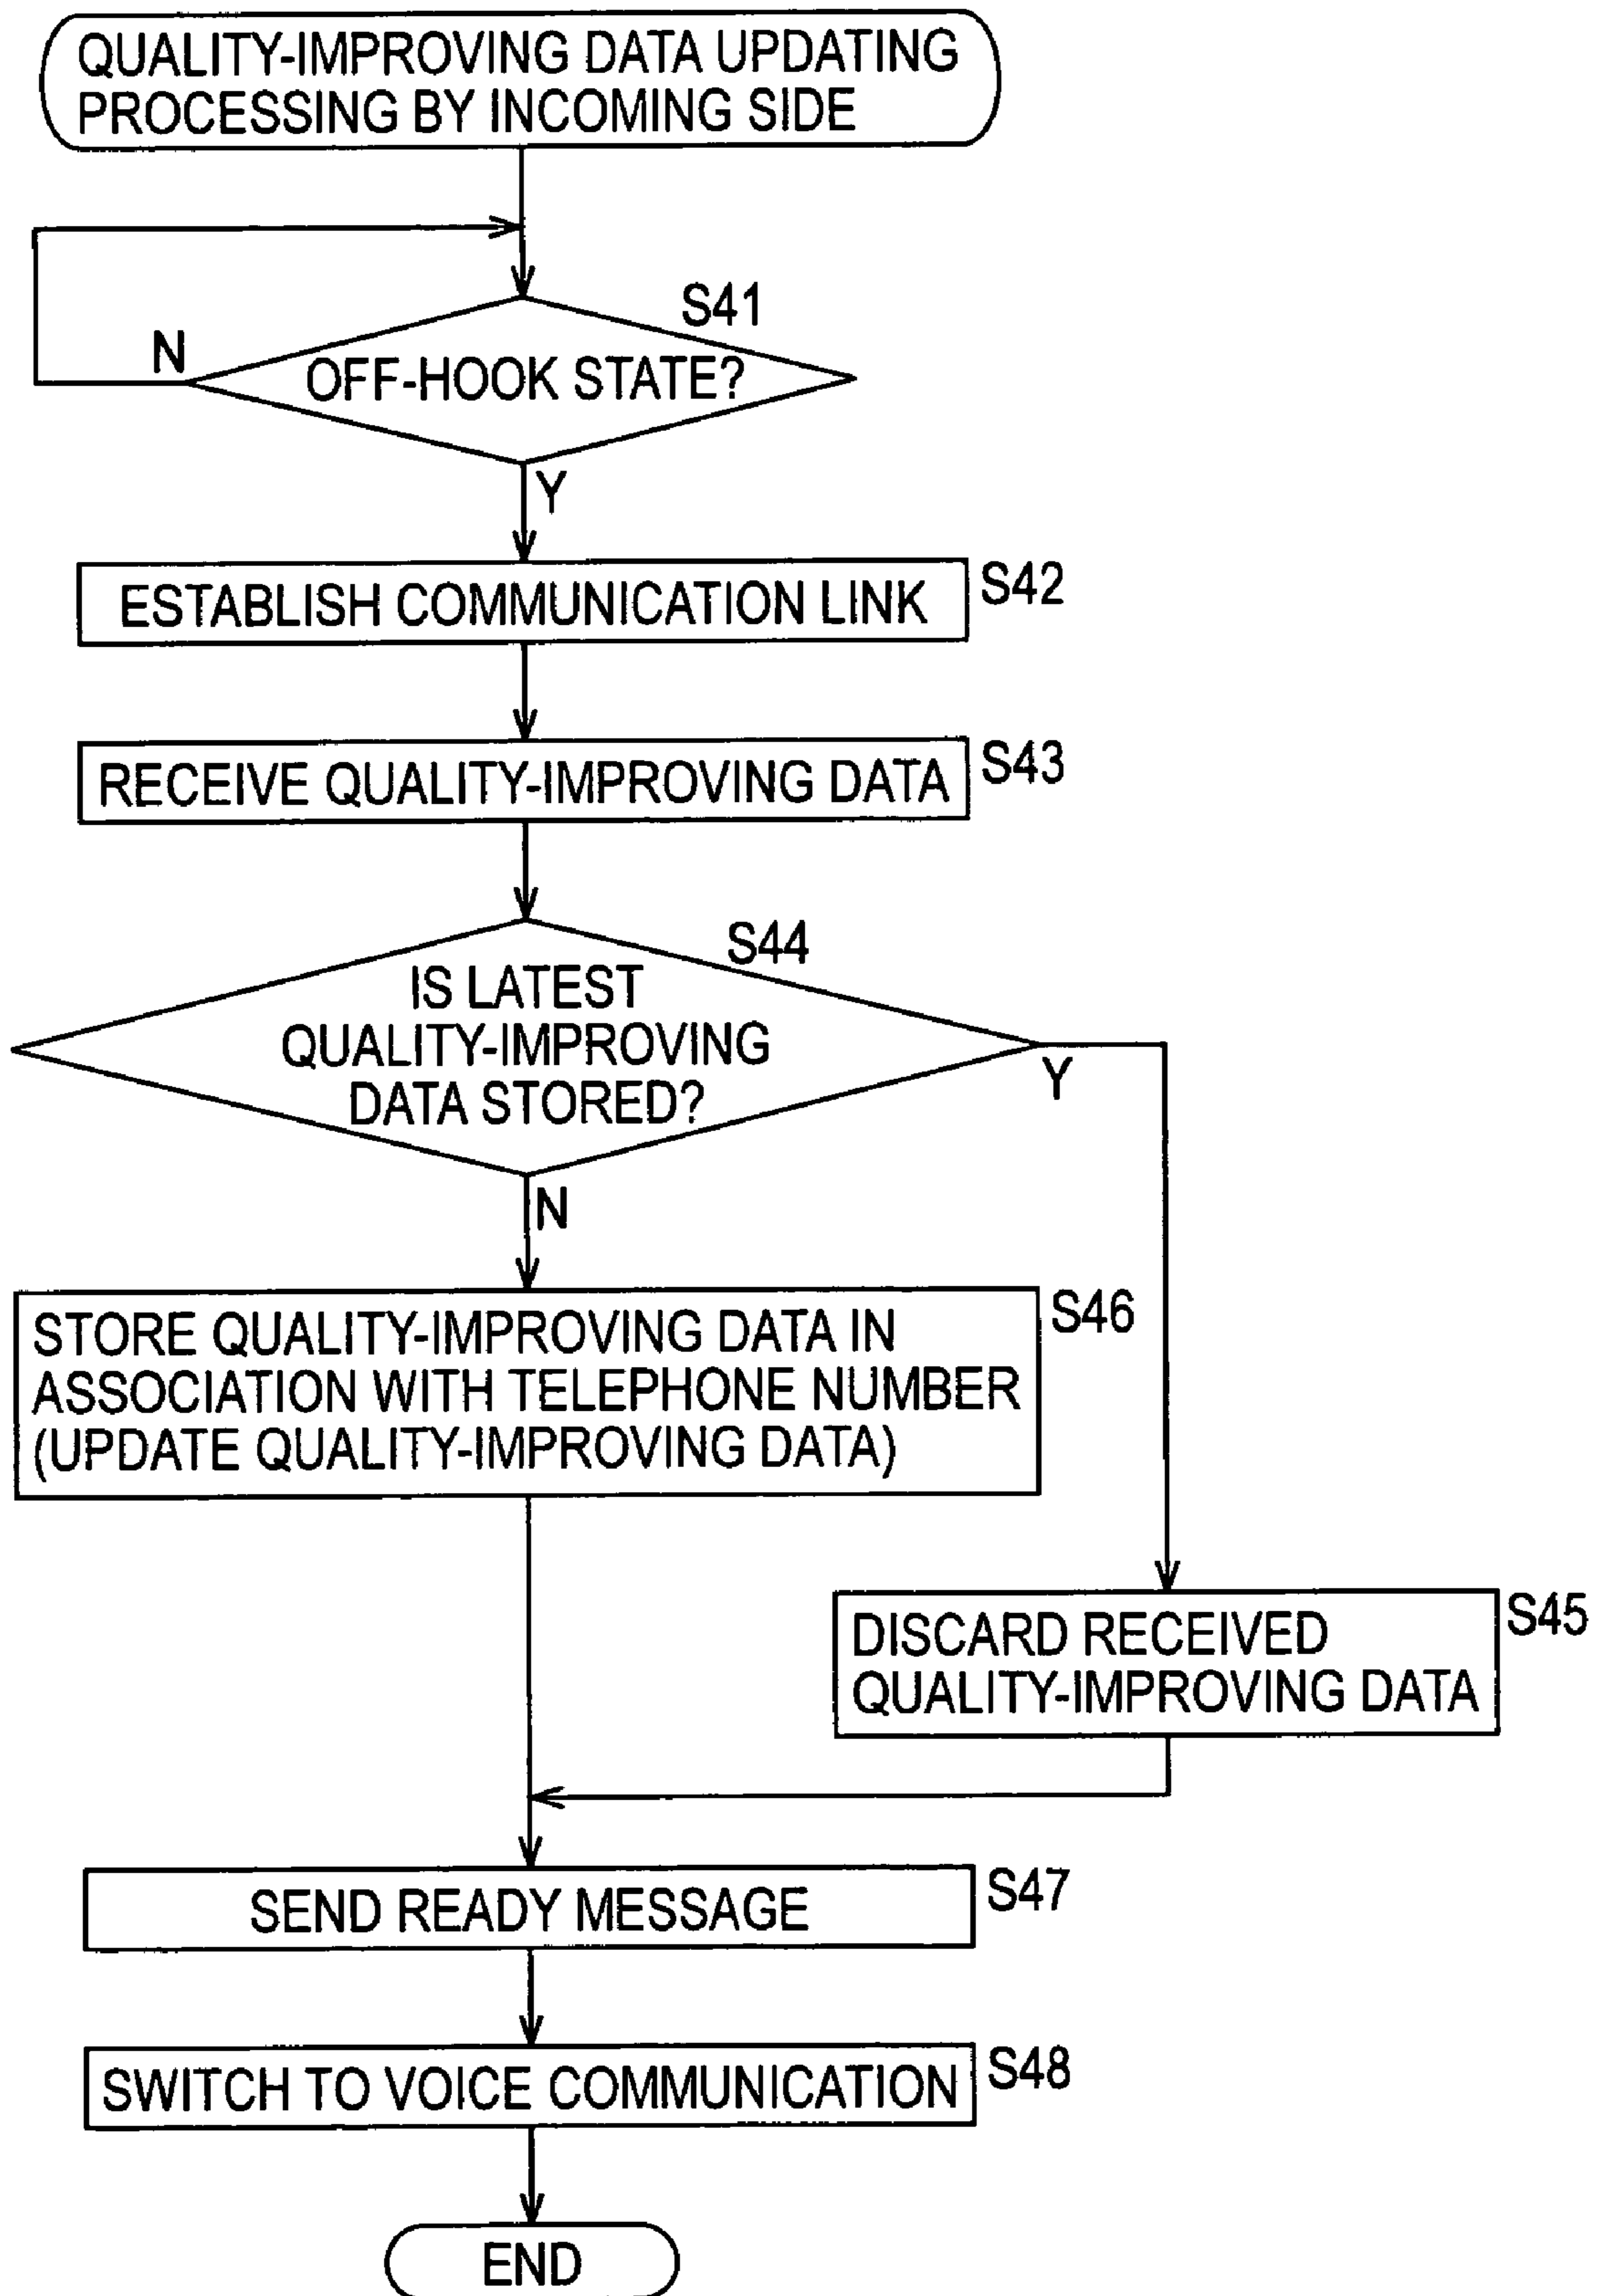 QUALITY-IMPROVING DATA UPDATING
PROCESSING BY INCOMING SIDE
S41
N
OFF-HOOK STATE?
Y
ESTABLISH COMMUNICATION LINK
S42
RECEIVE QUALITY-IMPROVING DATA
S43
S44
IS LATEST
QUALITY-IMPROVING
DATA STORED?
Y
N
STORE QUALITY-IMPROVING DATA IN
ASSOCIATION WITH TELEPHONE NUMBER
(UPDATE QUALITY-IMPROVING DATA)
S46
DISCARD RECEIVED
QUALITY-IMPROVING DATA
S45
SEND READY MESSAGE
S47
SWITCH TO VOICE COMMUNICATION
S48
END